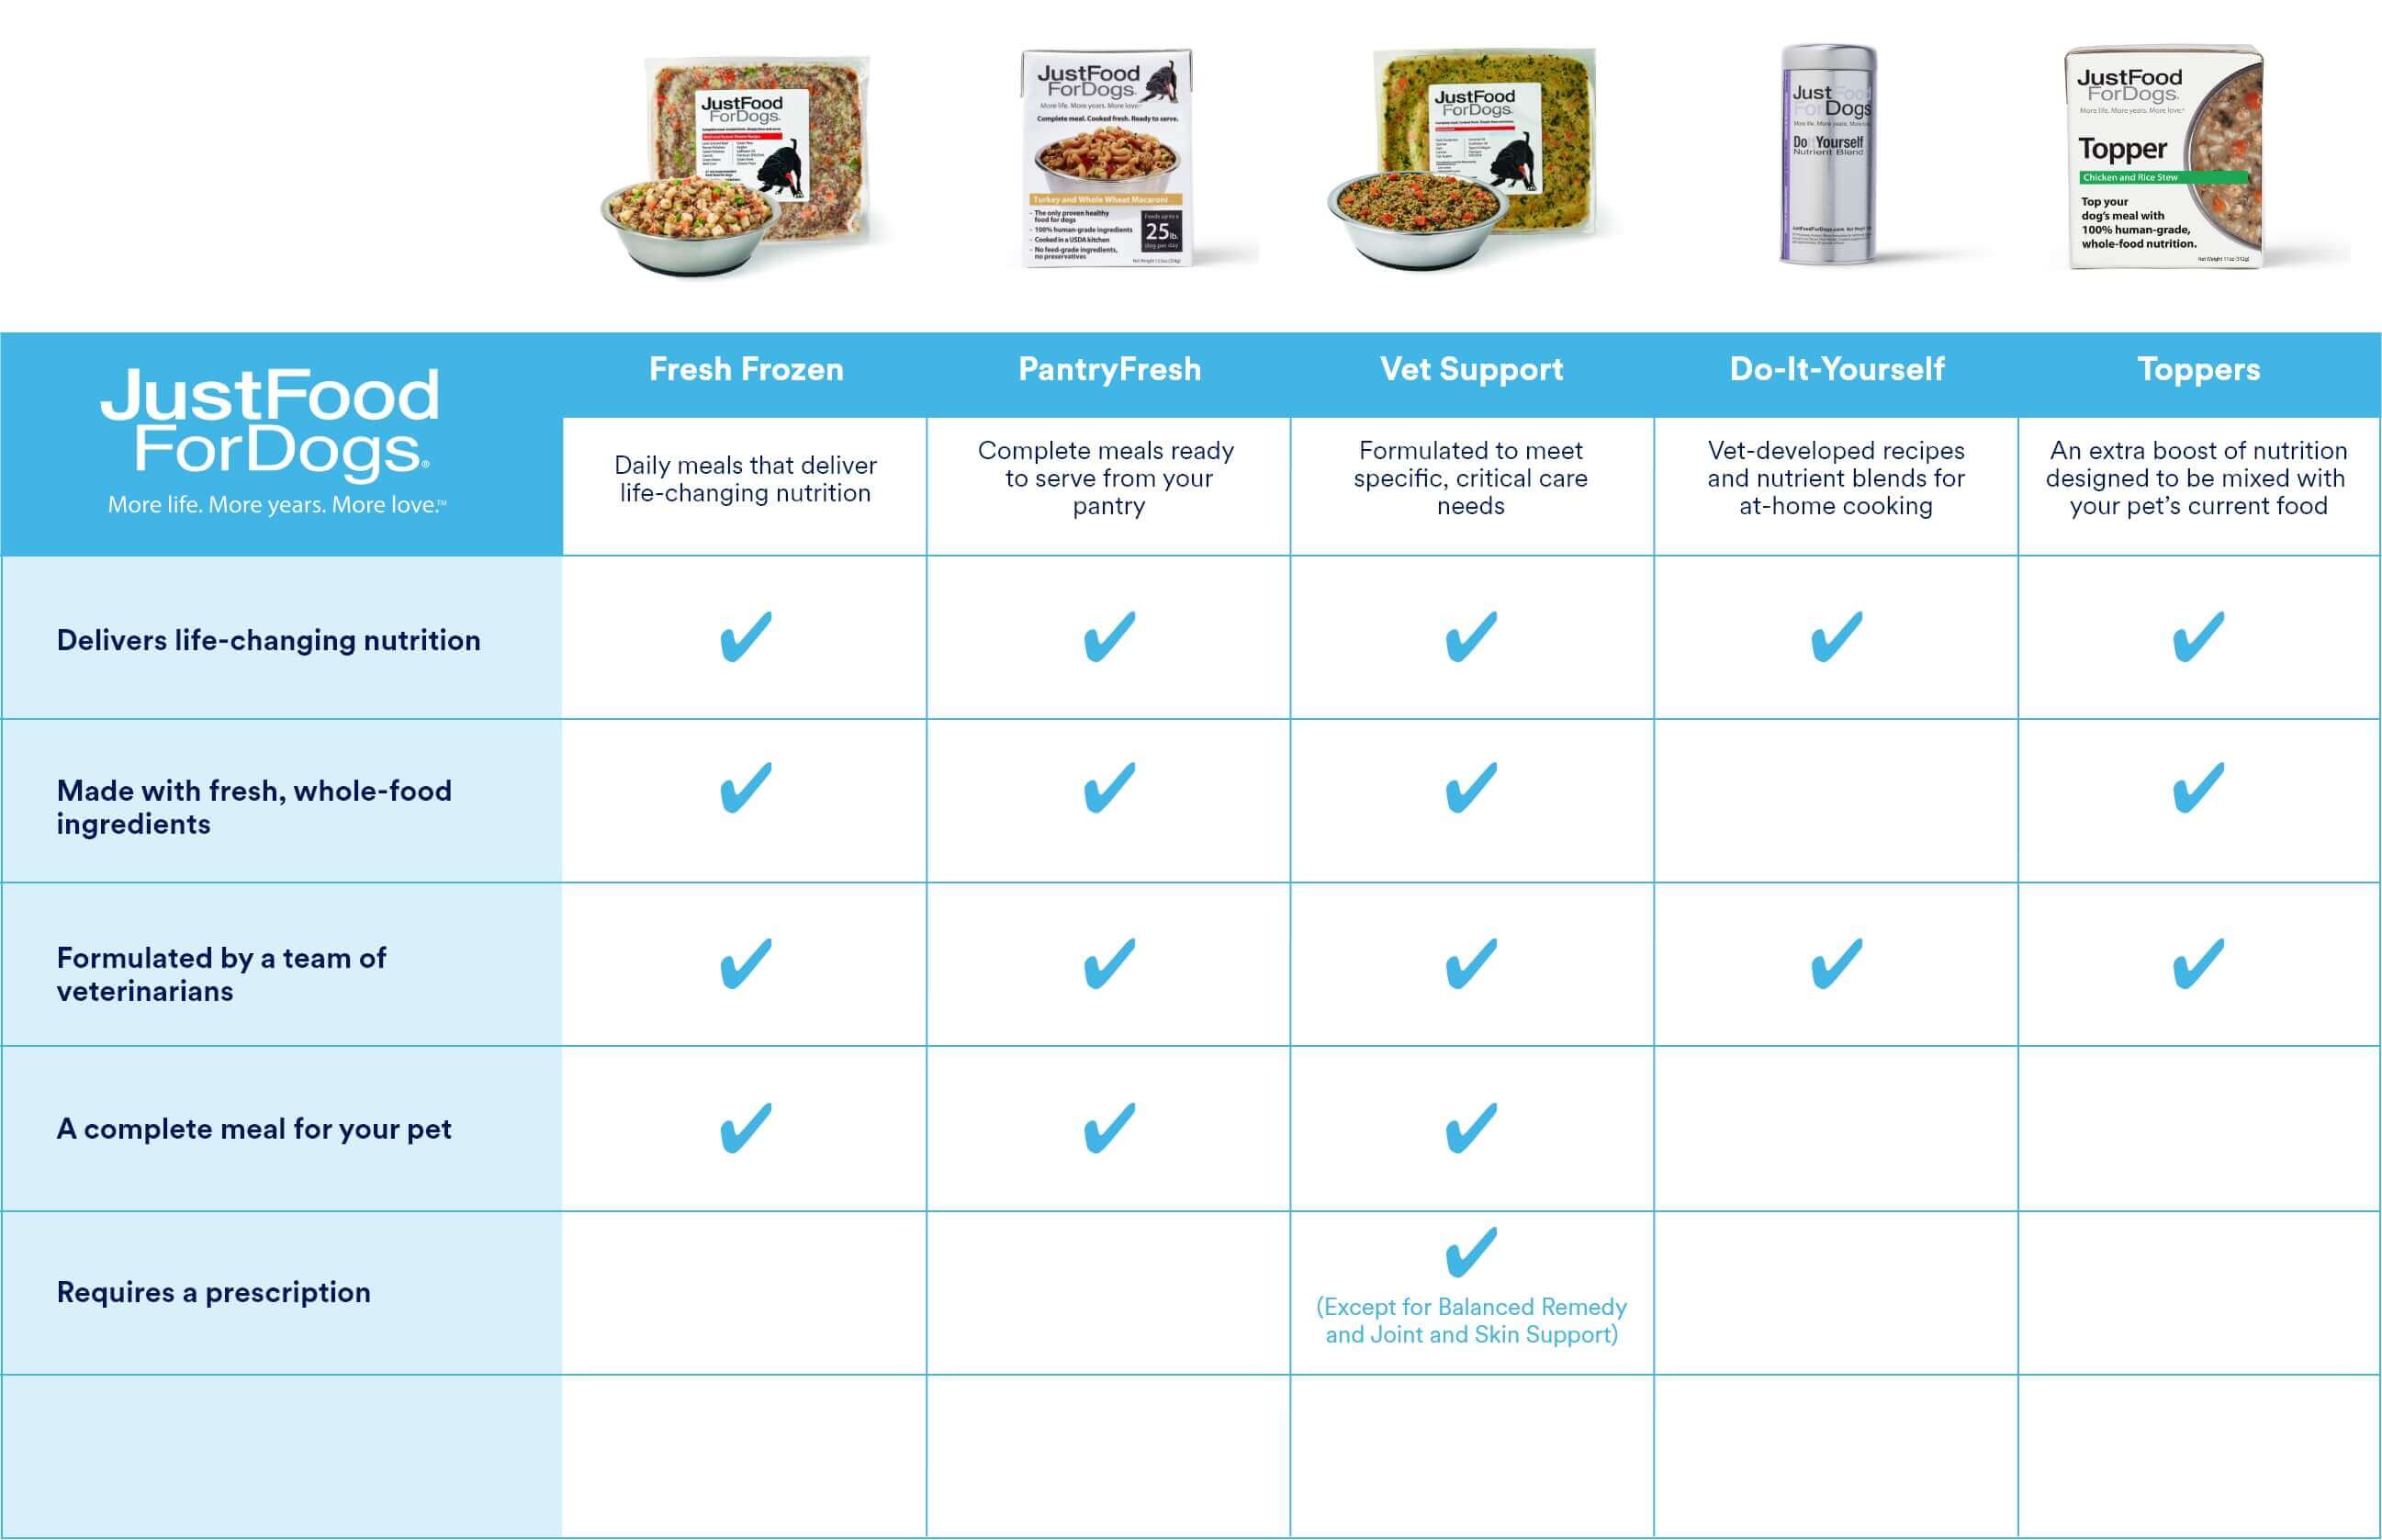 JustFood
ForDogs
JustFood
ForDogs
More life. More years. More love.
Complete meal. Cooked fresh. Ready to serve.
Turkey and Whole Wheat Macaroni
- The only proven healthy
food for dogs
- 100% human-grade ingredients
- Cooked in a USDA kitchen
- No feed-grade ingredients,
no preservatives
Feeds up to a
25 lb.
dog per day
JustFood
ForDogs
JustFood
ForDogs
Do It Yourself
Nutrient Blend
JustFood
ForDogs.
More life. More years. More love.
Topper
Chicken and Rice Stew
Top your
dog's meal with
100% human-grade,
whole-food nutrition.
JustFood
ForDogs®
More life. More years. More love.™
Fresh Frozen
PantryFresh
Vet Support
Do-It-Yourself
Toppers
Daily meals that deliver
life-changing nutrition
Complete meals ready
to serve from your
pantry
Formulated to meet
specific, critical care
needs
Vet-developed recipes
and nutrient blends for
at-home cooking
An extra boost of nutrition
designed to be mixed with
your pet's current food
Delivers life-changing nutrition
Made with fresh, whole-food
ingredients
Formulated by a team of
veterinarians
A complete meal for your pet
Requires a prescription
(Except for Balanced Remedy
and Joint and Skin Support)